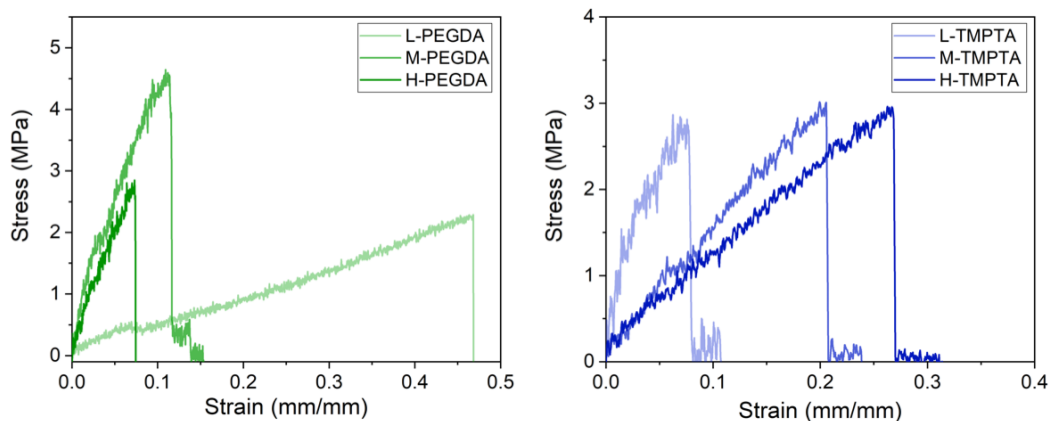 L-PEGDA
M-PEGDA
H-PEGDA
Stress (MPa)
5
4
3
2
1
0
0.0 0.1 0.2 0.3 0.4 0.5
Strain (mm/mm)
L-TMPTA
M-TMPTA
H-TMPTA
Stress (MPa)
4
3
2
1
0
0.0 0.1 0.2 0.3 0.4
Strain (mm/mm)